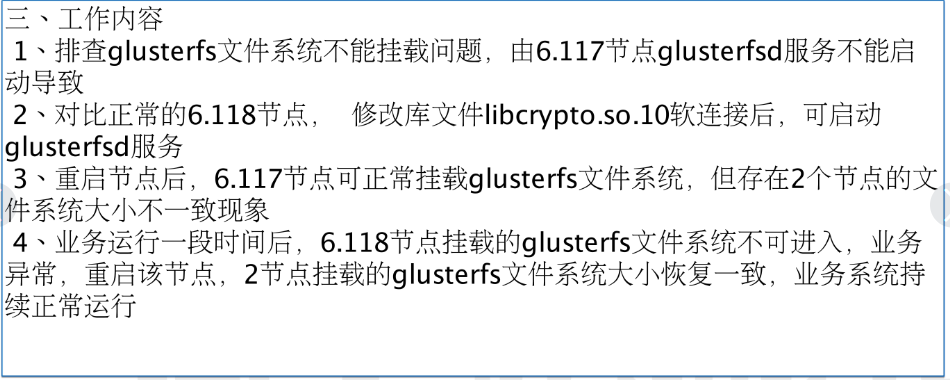 三、工作内容
1、排查glusterfs文件系统不能挂载问题，由6.117节点glusterfsd服务不能启
动导致
2、对比正常的6.118节点， 修改库文件libcrypto.so.10软连接后，可启动
glusterfsd服务
3、重启节点后，6.117节点可正常挂载glusterfs文件系统，但存在2个节点的文
件系统大小不一致现象
4、业务运行一段时间后，6.118节点挂载的glusterfs文件系统不可进入，业务
异常，重启该节点，2节点挂载的glusterfs文件系统大小恢复一致，业务系统持
续正常运行